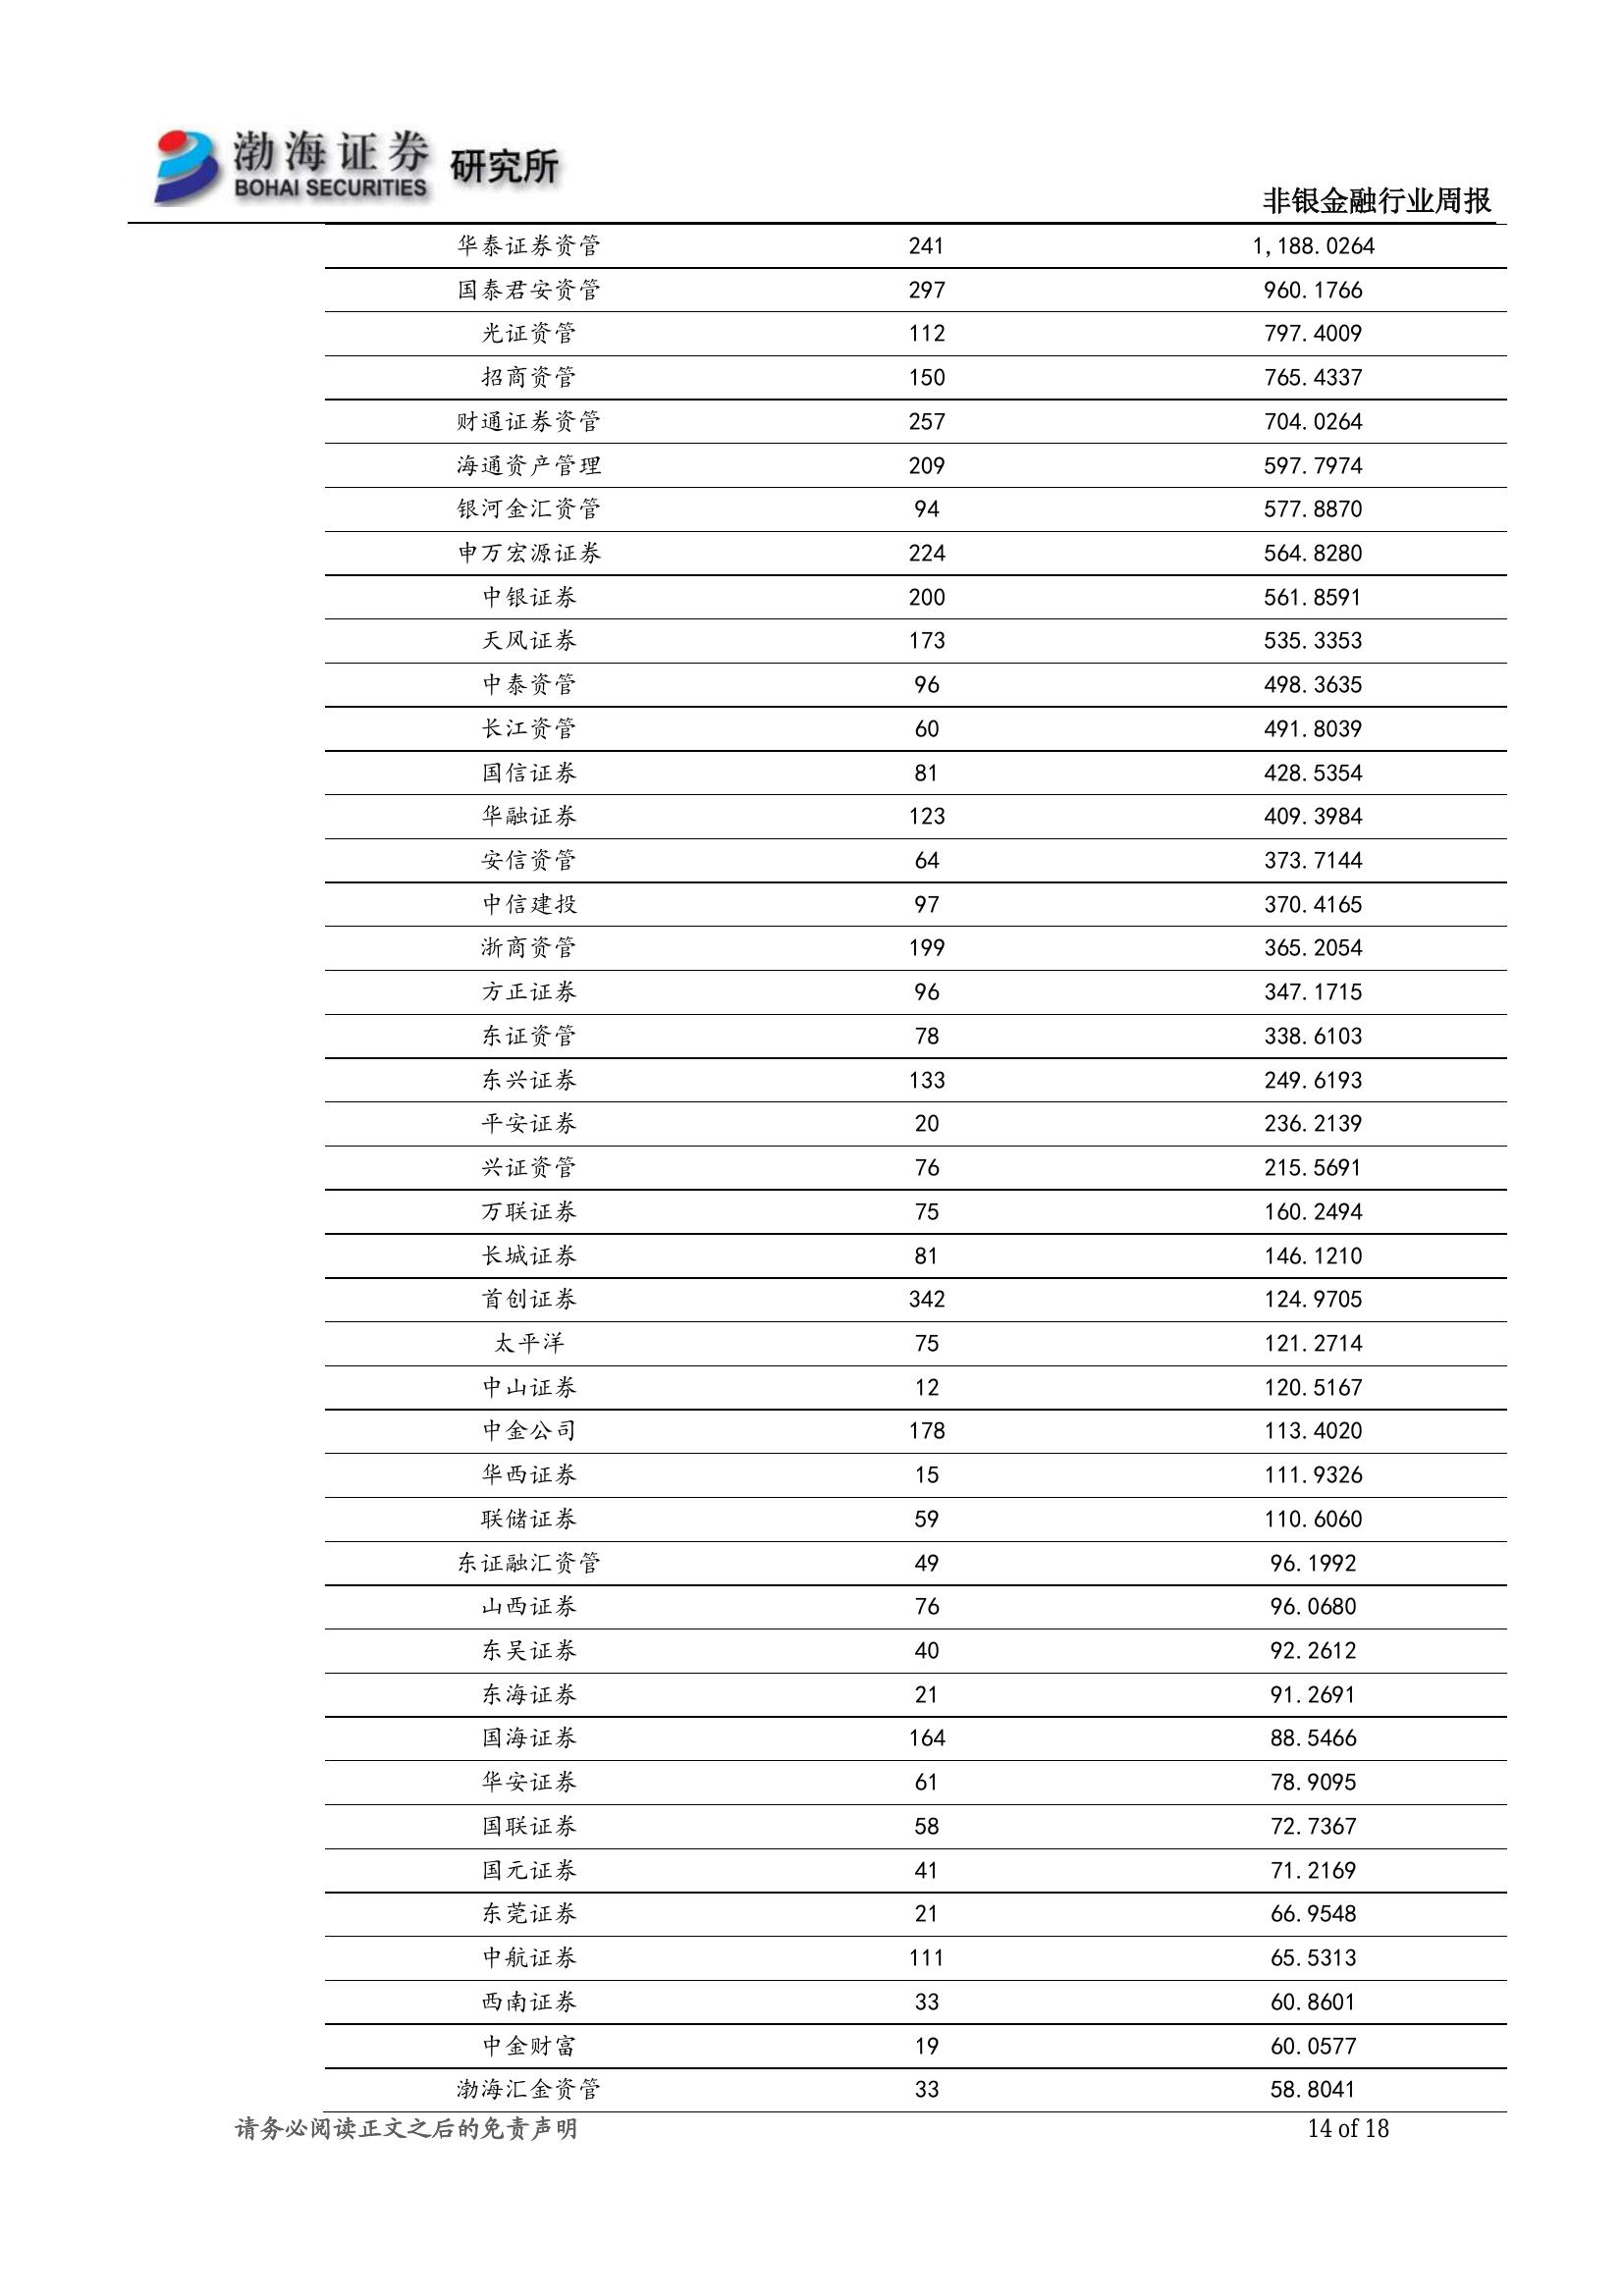 渤海证券 研究所
BOHAI SECURITIES
非银金融行业周报
华泰证券资管 241 1,188.0264
国泰君安资管 297 960.1766
光证资管 112 797.4009
招商资管 150 765.4337
财通证券资管 257 704.0264
海通资产管理 209 597.7974
银河金汇资管 94 577.8870
申万宏源证券 224 564.8280
中银证券 200 561.8591
天风证券 173 535.3353
中泰资管 96 498.3635
长江资管 60 491.8039
国信证券 81 428.5354
华融证券 123 409.3984
安信资管 64 373.7144
中信建投 97 370.4165
浙商资管 199 365.2054
方正证券 96 347.1715
东证资管 78 338.6103
东兴证券 133 249.6193
平安证券 20 236.2139
兴证资管 76 215.5691
万联证券 75 160.2494
长城证券 81 146.1210
首创证券 342 124.9705
太平洋 75 121.2714
中山证券 12 120.5167
中金公司 178 113.4020
华西证券 15 111.9326
联储证券 59 110.6060
东证融汇资管 49 96.1992
山西证券 76 96.0680
东吴证券 40 92.2612
东海证券 21 91.2691
国海证券 164 88.5466
华安证券 61 78.9095
国联证券 58 72.7367
国元证券 41 71.2169
东莞证券 21 66.9548
中航证券 111 65.5313
西南证券 33 60.8601
中金财富 19 60.0577
渤海汇金资管 33 58.8041
请务必阅读正文之后的免责声明 14 of 18